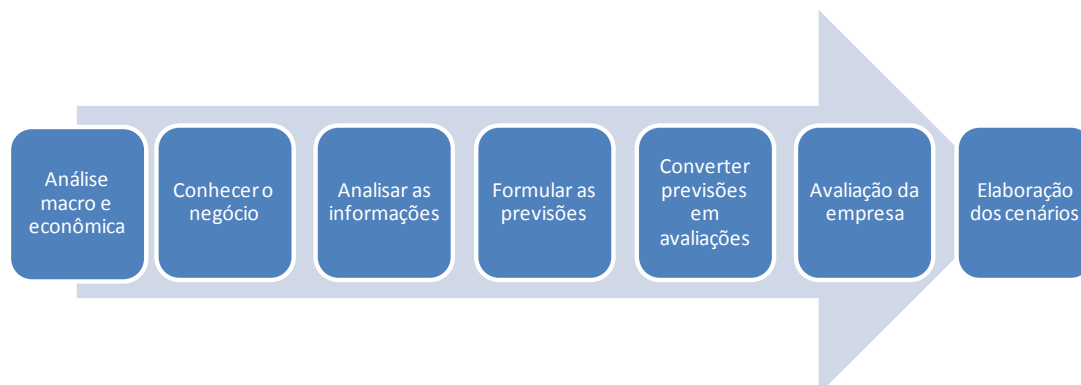 Análise
macro e
econômica
Conhecer o
negócio
Analisar as
informações
Formular as
previsões
Converter
previsões
em
avaliações
Avaliação da
empresa
Elaboração
dos cenários